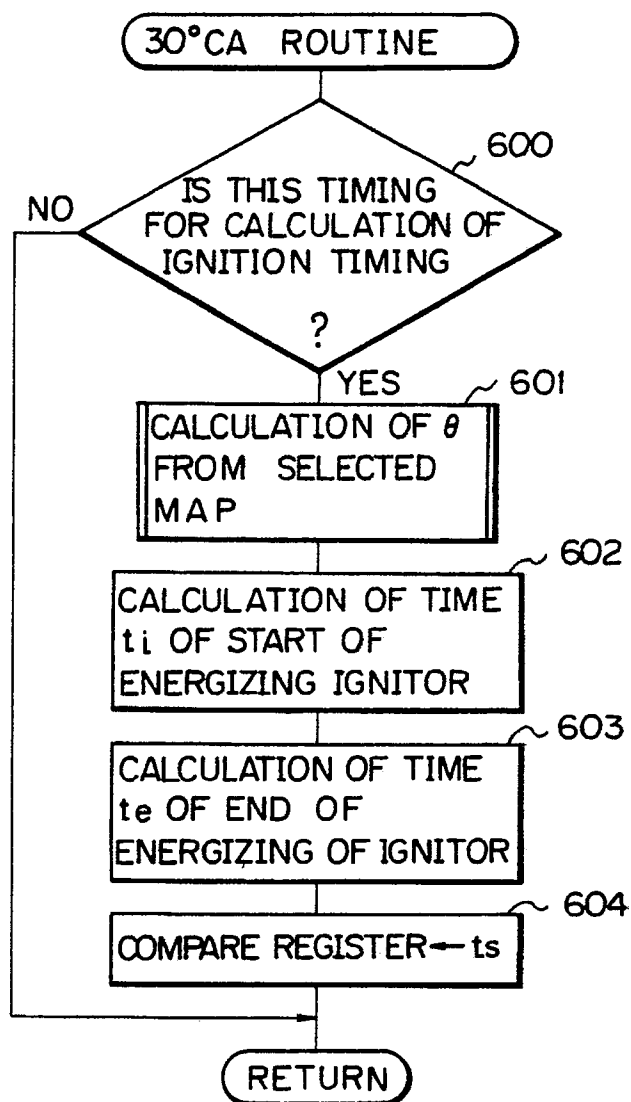 30°CA ROUTINE
600
IS THIS TIMING
FOR CALCULATION OF
IGNITION TIMING
?
NO
YES
601
CALCULATION OF θ
FROM SELECTED
MAP
602
CALCULATION OF TIME
ti OF START OF
ENERGIZING IGNITOR
603
CALCULATION OF TIME
te OF END OF
ENERGIZING OF IGNITOR
604
COMPARE REGISTER←ts
RETURN